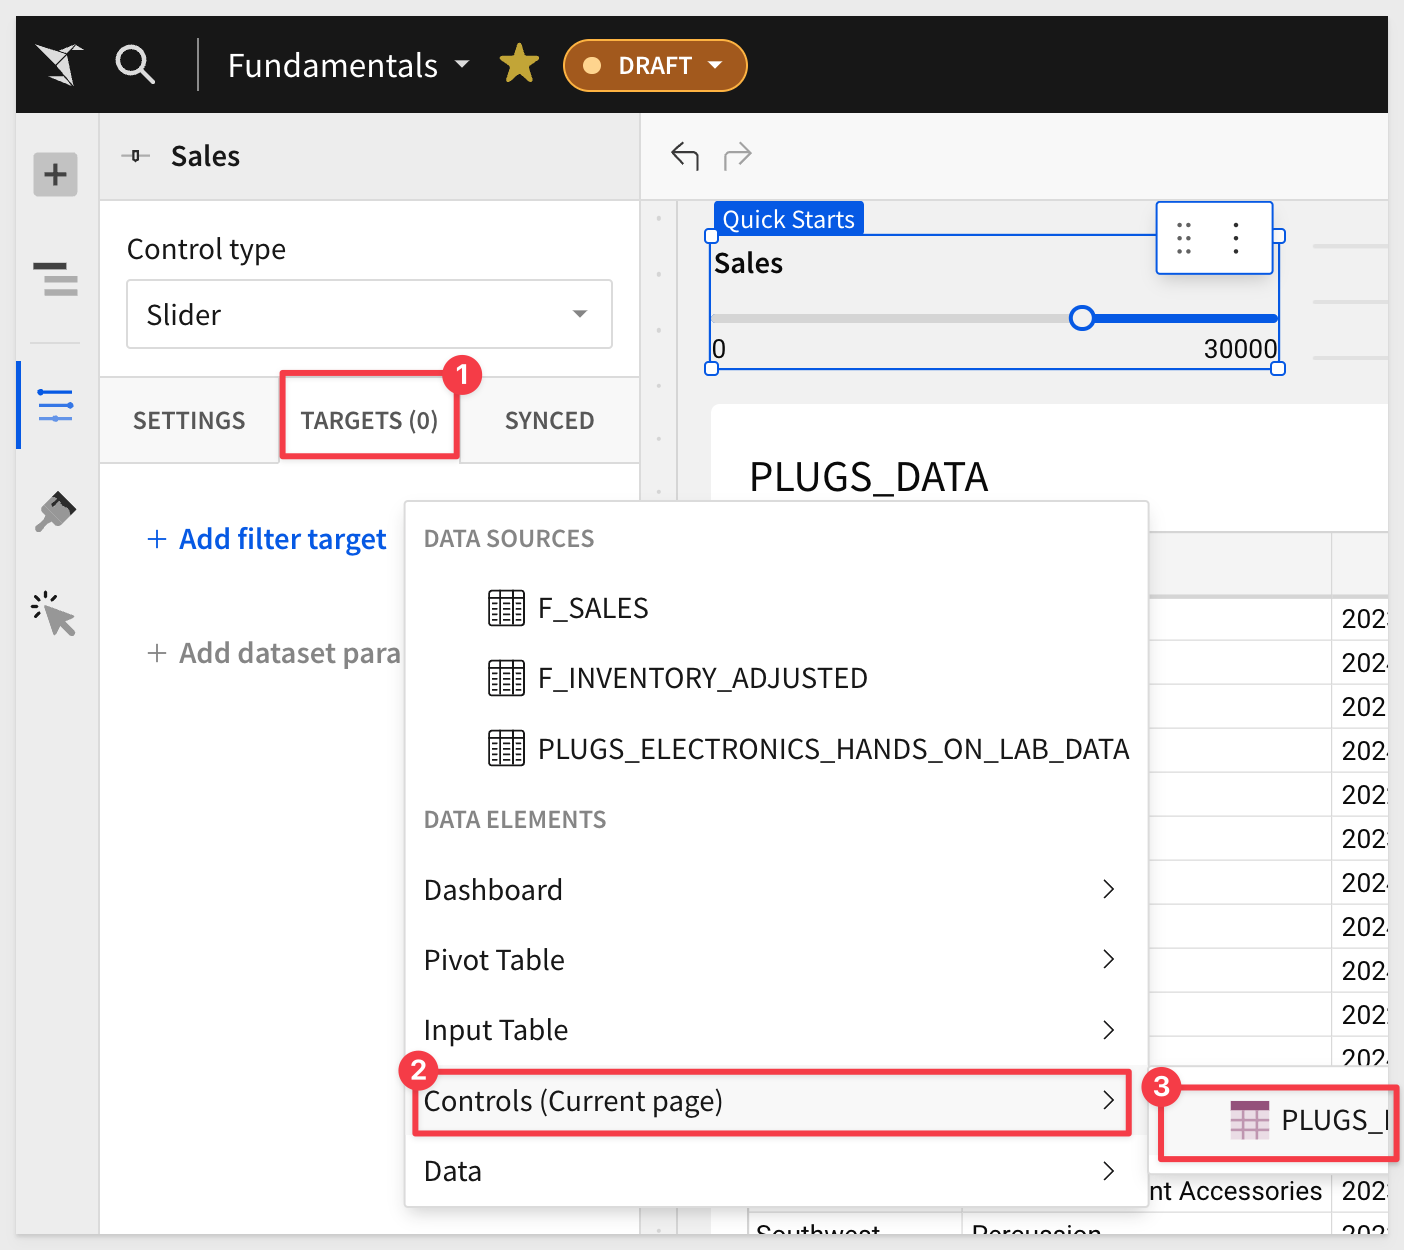 Fundamentals
DRAFT
Sales
Control type
Slider
SETTINGS
1
TARGETS (0)
SYNCED
+ Add filter target
+ Add dataset para
Quick Starts
Sales
0
30000
PLUGS_DATA
DATA SOURCES
F_SALES
F_INVENTORY_ADJUSTED
PLUGS_ELECTRONICS_HANDS_ON_LAB_DATA
DATA ELEMENTS
Dashboard
Pivot Table
Input Table
2
Controls (Current page)
Data
3
PLUGS_
202
202
202
202
202
202
202
202
202
202
202
nt Accessories 202
Southwest Percussion 202